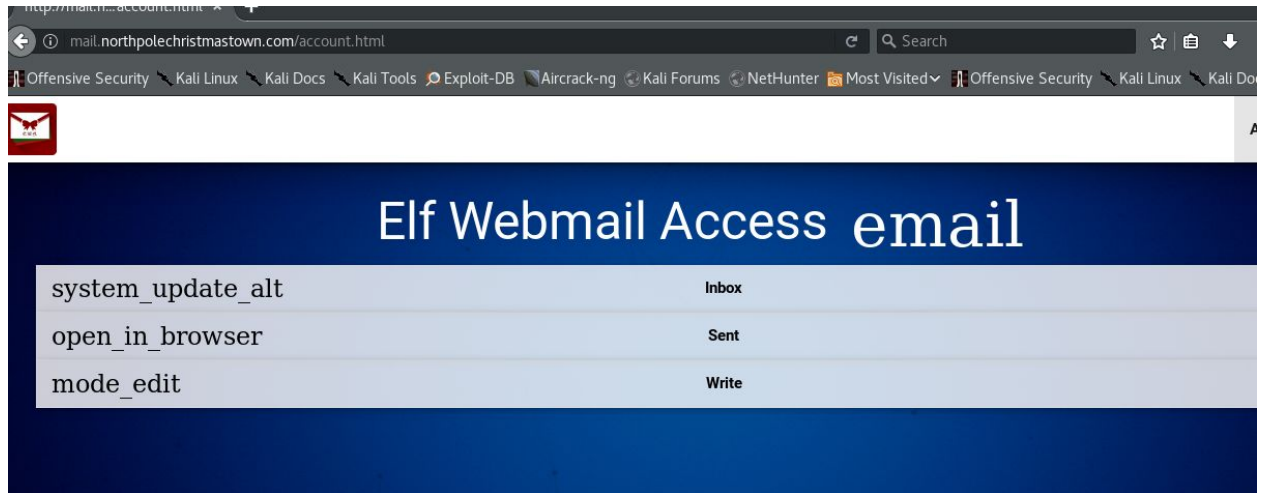 http://mail.n...account.html × +
mail.northpolechristmastown.com/account.html Search
Offensive Security Kali Linux Kali Docs Kali Tools Exploit-DB Aircrack-ng Kali Forums NetHunter Most Visited Offensive Security Kali Linux Kali Do
A
Elf Webmail Access email
system_update_alt Inbox
open_in_browser Sent
mode_edit Write